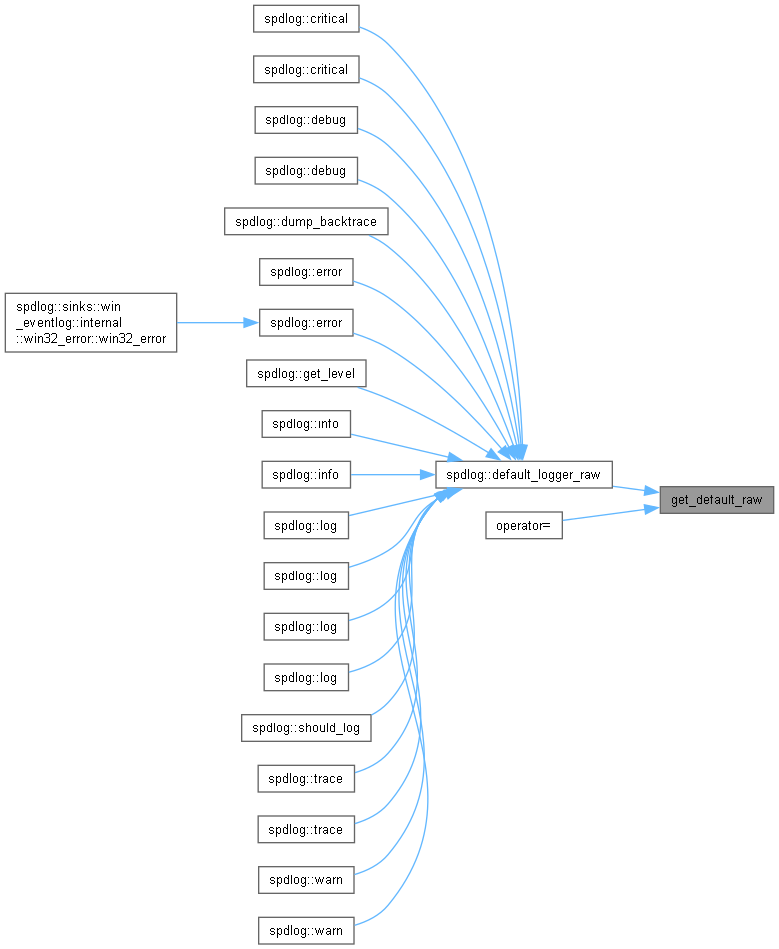 spdlog::critical
spdlog::critical
spdlog::debug
spdlog::debug
spdlog::dump_backtrace
spdlog::error
spdlog::sinks::win
_eventlog::internal
::win32_error::win32_error
spdlog::error
spdlog::get_level
spdlog::info
spdlog::info
spdlog::default_logger_raw
get_default_raw
spdlog::log
operator=
spdlog::log
spdlog::log
spdlog::log
spdlog::should_log
spdlog::trace
spdlog::trace
spdlog::warn
spdlog::warn